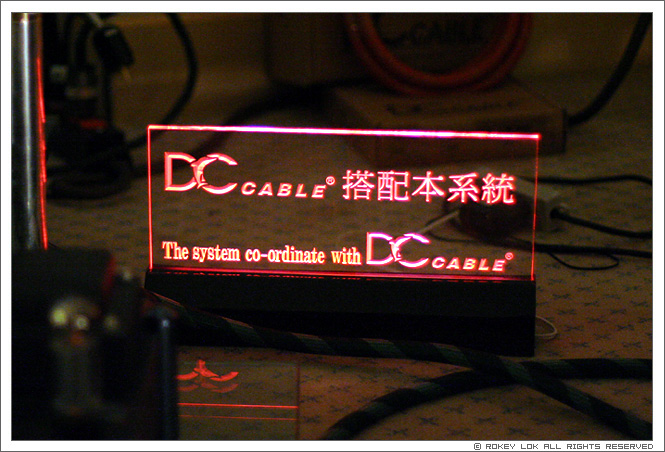 CABLE
DC CABLE® 搭配本系統
The system co-ordinate with DC CABLE®
© ROKEY LOK ALL RIGHTS RESERVED